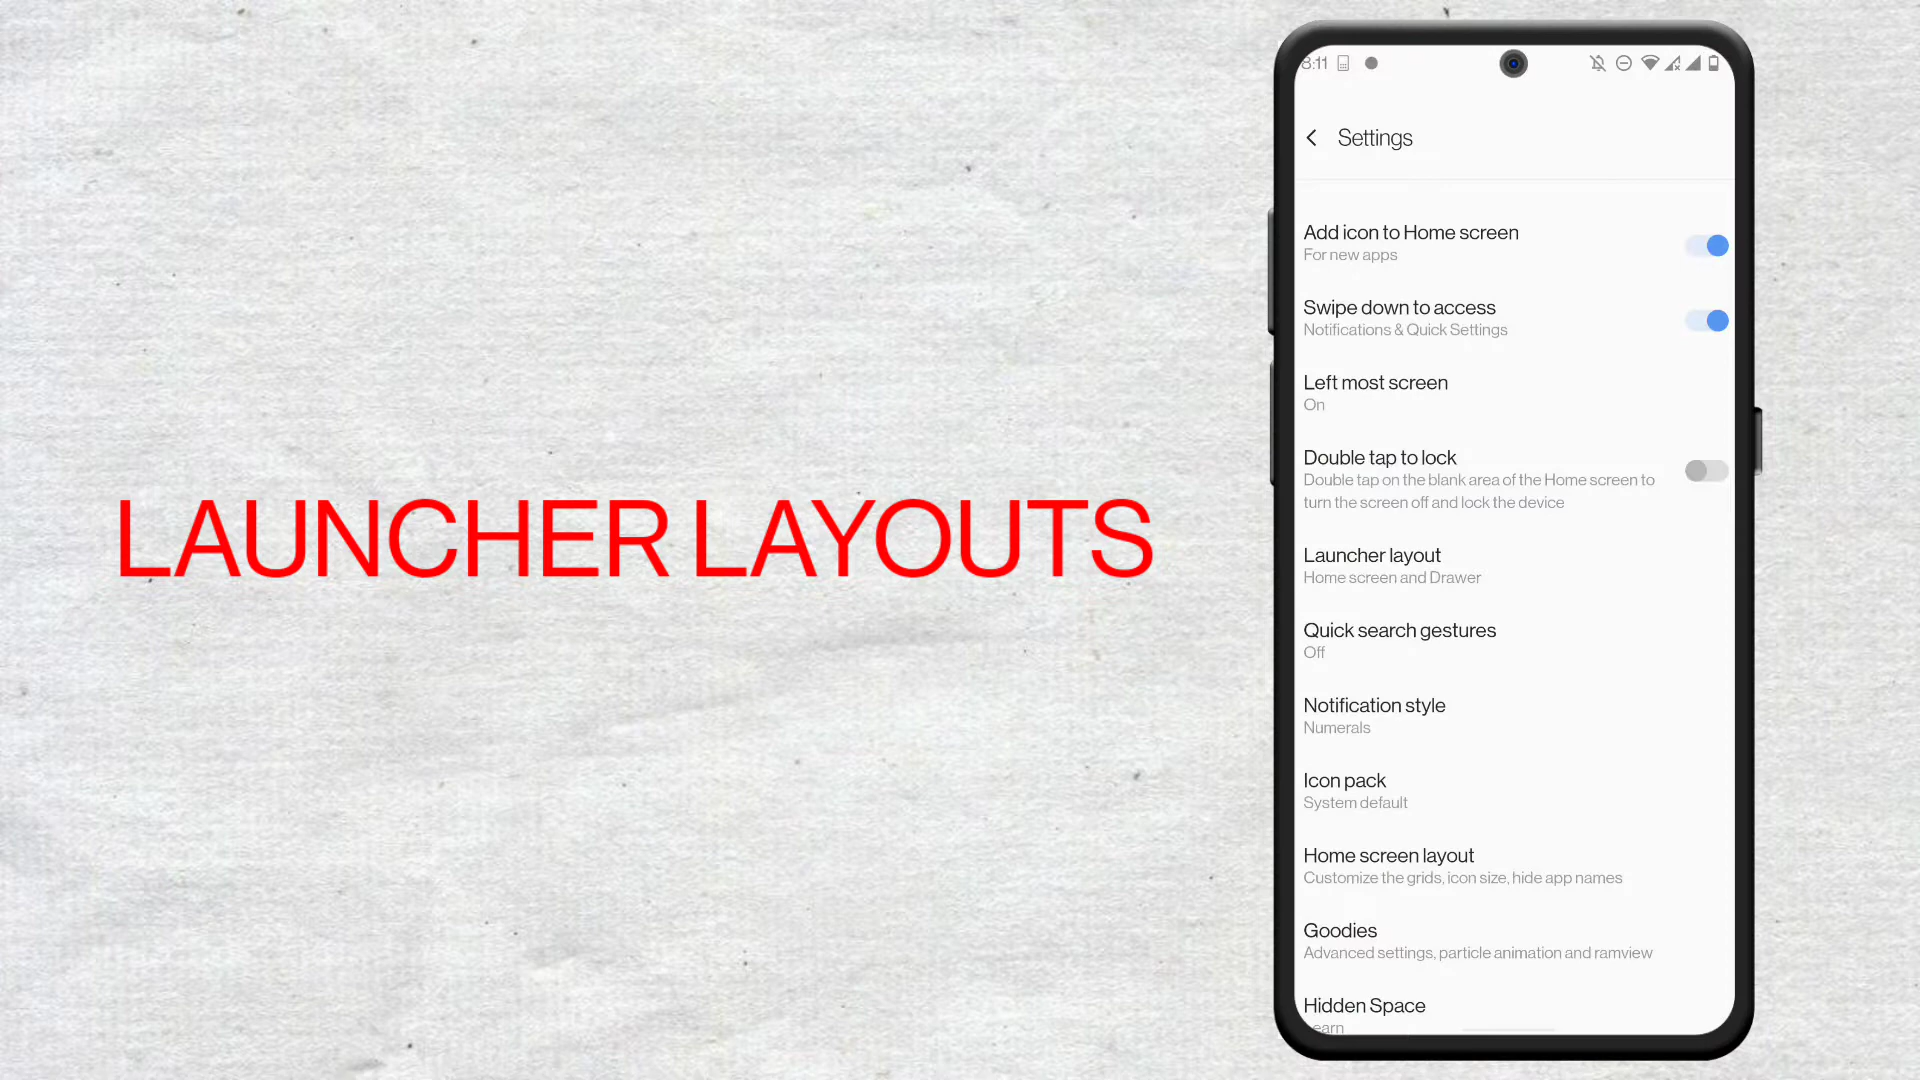 LAUNCHER LAYOUTS
8:11
Settings
Add icon to Home screen
For new apps
Swipe down to access
Notifications & Quick Settings
Left most screen
On
Double tap to lock
Double tap on the blank area of the Home screen to
turn the screen off and lock the device
Launcher layout
Home screen and Drawer
Quick search gestures
Off
Notification style
Numerals
Icon pack
System default
Home screen layout
Customize the grids, icon size, hide app names
Goodies
Advanced settings, particle animation and ramview
Hidden Space